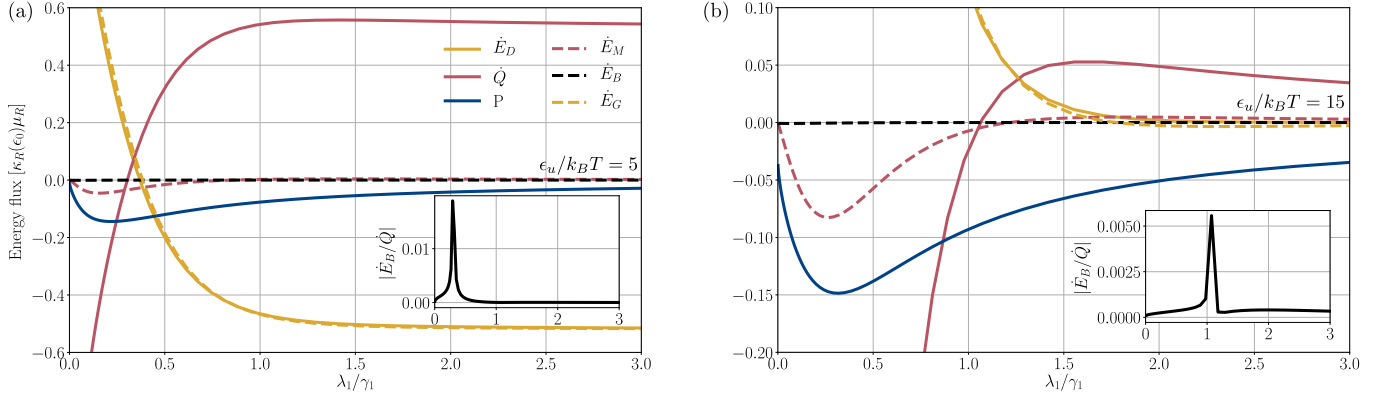 (a)
Energy flux [κ_R(ϵ_0)μ_R]
0.6
0.4
0.2
0.0
−0.2
−0.4
−0.6
Ė_D
Q̇
P
Ė_M
Ė_B
Ė_G
ϵ_u/k_BT = 5
|Ė_B/Q̇|
0.01
0.00
0 1 2 3
0.0 0.5 1.0 1.5 2.0 2.5 3.0
λ_1/γ_1
(b)
0.10
0.05
0.00
−0.05
−0.10
−0.15
−0.20
ϵ_u/k_BT = 15
|Ė_B/Q̇|
0.0050
0.0025
0.0000
0 1 2 3
0.0 0.5 1.0 1.5 2.0 2.5 3.0
λ_1/γ_1